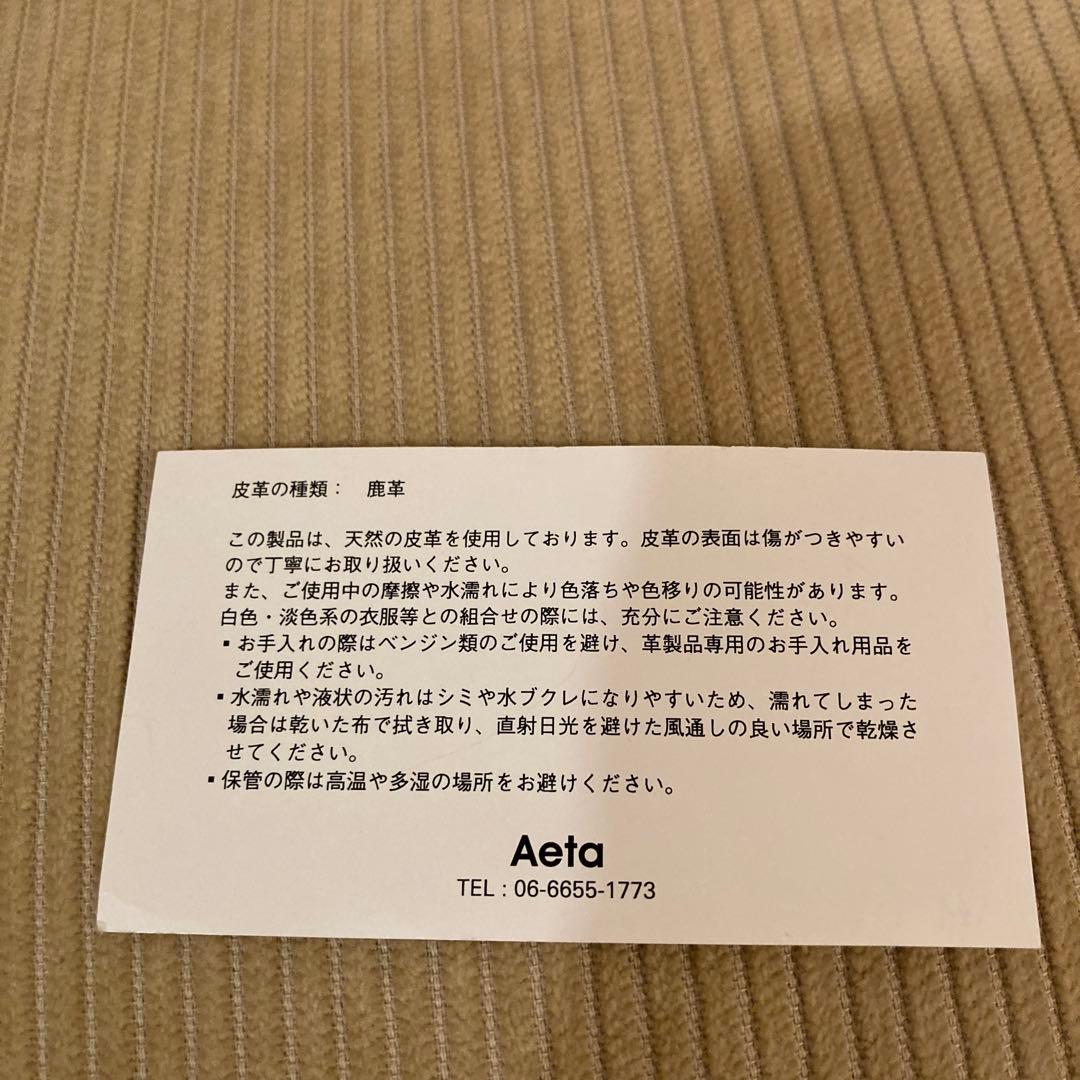 皮革の種類： 鹿革
この製品は、天然の皮革を使用しております。皮革の表面は傷がつきやすい
ので丁寧にお取り扱いください。
また、ご使用中の摩擦や水濡れにより色落ちや色移りの可能性があります。
白色・淡色系の衣服等との組合せの際には、充分にご注意ください。
▪お手入れの際はベンジン類のご使用を避け、革製品専用のお手入れ用品を
ご使用ください。
▪水濡れや液状の汚れはシミや水ブクレになりやすいため、濡れてしまった
場合は乾いた布で拭き取り、直射日光を避けた風通しの良い場所で乾燥さ
せてください。
▪保管の際は高温や多湿の場所をお避けください。
Aeta
TEL : 06-6655-1773